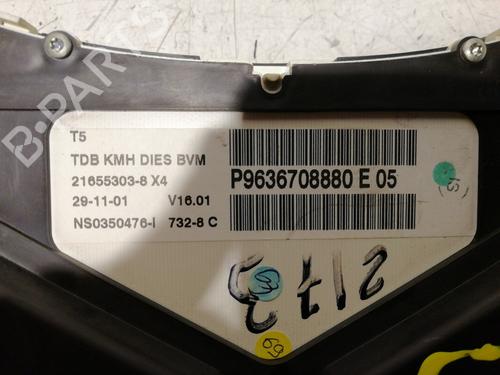 B-PARTS
T5
TDB KMH DIES BVM
21655303-8 X4
29-11-01 V16.01
NS0350476-I 732-8 C
P9636708880 E 05
69